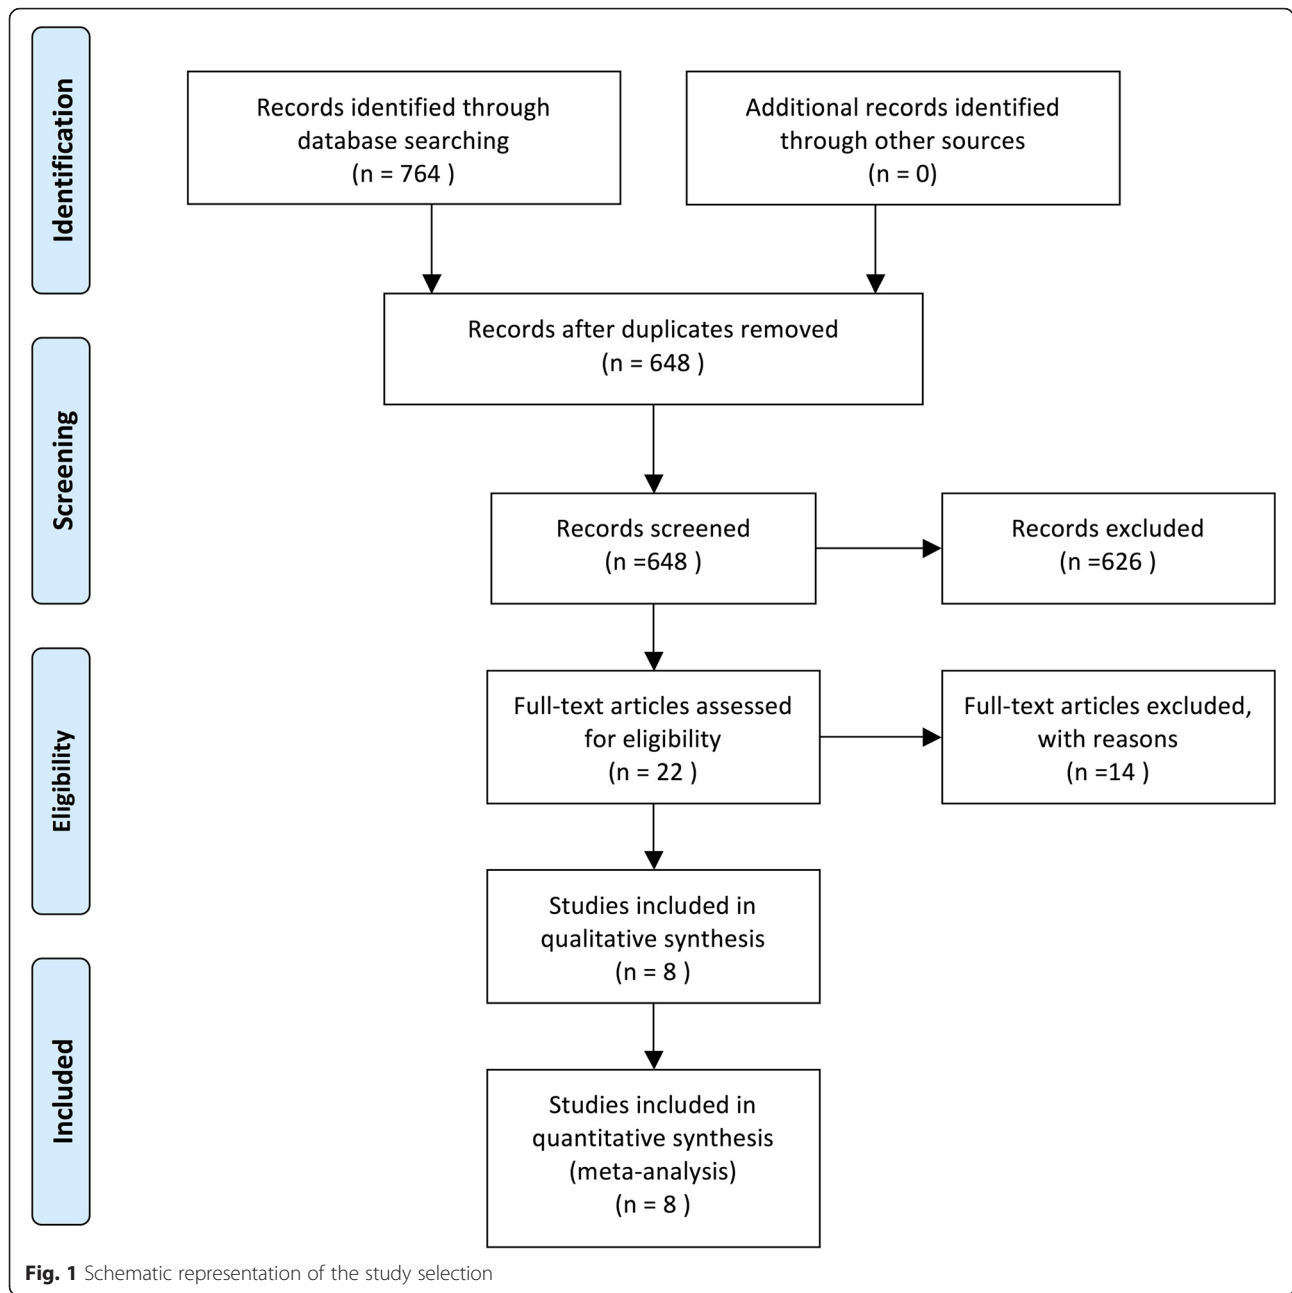 Identification
Records identified through
database searching
(n = 764 )
Additional records identified
through other sources
(n = 0)
Records after duplicates removed
(n = 648 )
Screening
Records screened
(n =648 )
Records excluded
(n =626 )
Eligibility
Full-text articles assessed
for eligibility
(n = 22 )
Full-text articles excluded,
with reasons
(n =14 )
Studies included in
qualitative synthesis
(n = 8 )
Included
Studies included in
quantitative synthesis
(meta-analysis)
(n = 8 )
Fig. 1 Schematic representation of the study selection